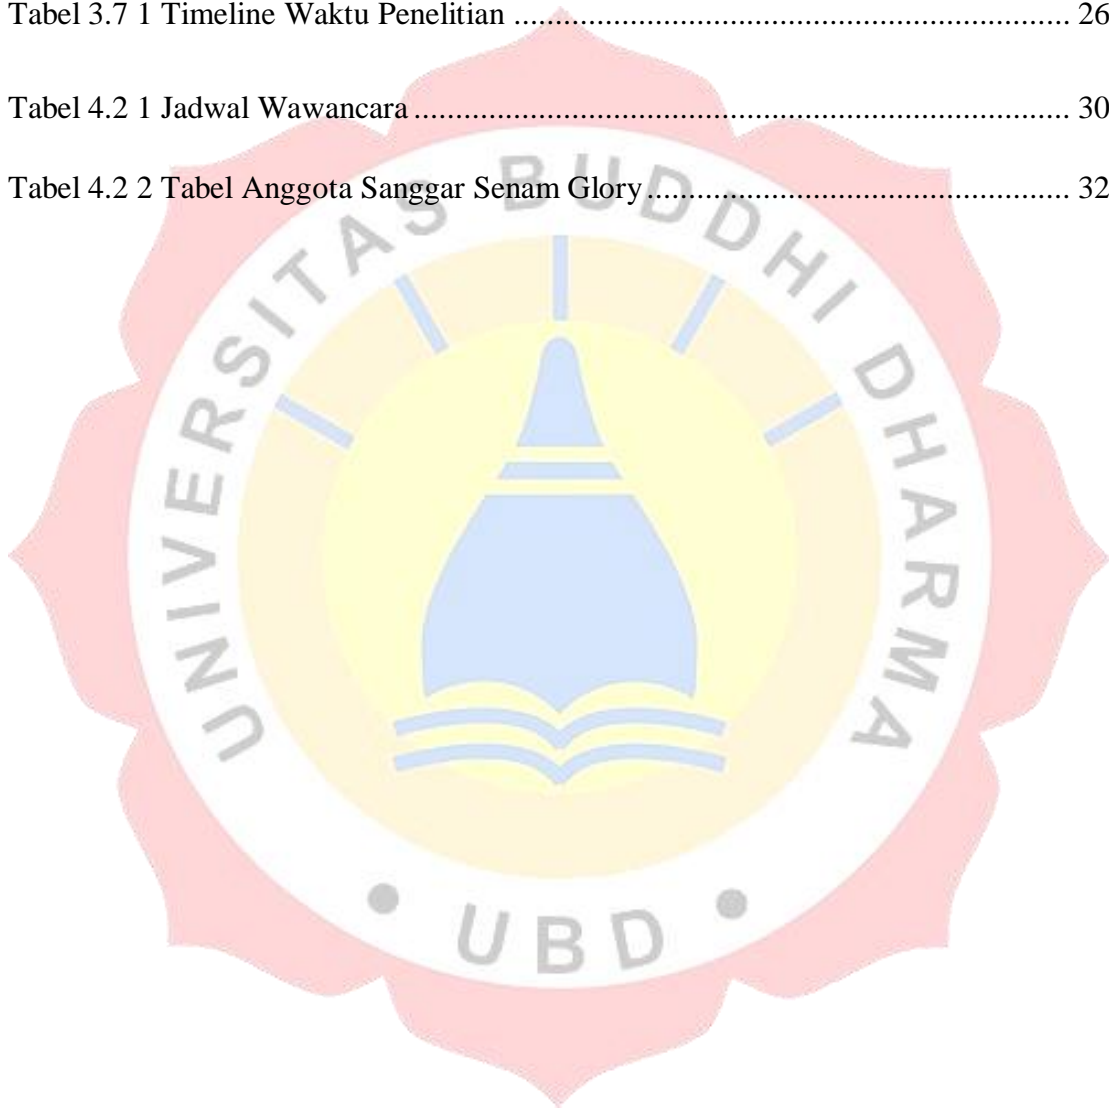 Tabel 3.7 1 Timeline Waktu Penelitian ......................................................... 26
Tabel 4.2 1 Jadwal Wawancara ................................................................... 30
Tabel 4.2 2 Tabel Anggota Sanggar Senam Glory........................................... 32
UNIVERSITAS BUDDHI DHARMA
• UBD •